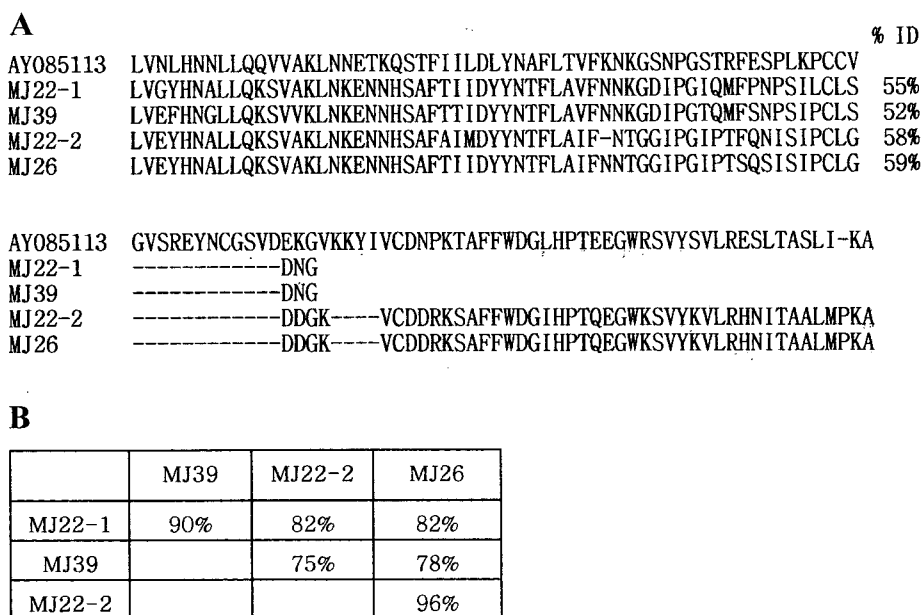 A
% ID
AY085113 LVNLHNNLLQQVVAKLNNETKQSTFIILDLYNAFLTVFKNKGSNPGSTRFESPLKPCCV
MJ22-1 LVGYHNALLQKSVAKLNKENNHSAFTIIDYYNTFLAVFNNKGDIPGIQMFPNPSILCLS 55%
MJ39 LVEFHNGLLQKSVAKLNKENNHSAFTTIDYYNTFLAVFNNKGDIPGTQMFSNPSILCLS 52%
MJ22-2 LVEYHNALLQKSVAKLNKENNHSAFAIMDYYNTFLAIF-NTGGIPGIPTFQNISIPCLG 58%
MJ26 LVEYHNALLQKSVAKLNKENNHSAFTIIDYYNTFLAIFNNTGGIPGIPTSQSISIPCLG 59%
AY085113 GVSREYNCGSVDEKGVKKYIVCDNPKTAFFWDGLHPTEEGWRSVYSVLRESLTASLI-KA
MJ22-1 ------------DNG
MJ39 ------------DNG
MJ22-2 ------------DDGK----VCDDRKSAFFWDGIHPTQEGWKSVYKVLRHNITAALMPKA
MJ26 ------------DDGK----VCDDRKSAFFWDGIHPTQEGWKSVYKVLRHNITAALMPKA
B
MJ39 MJ22-2 MJ26
MJ22-1 90% 82% 82%
MJ39 75% 78%
MJ22-2 96%